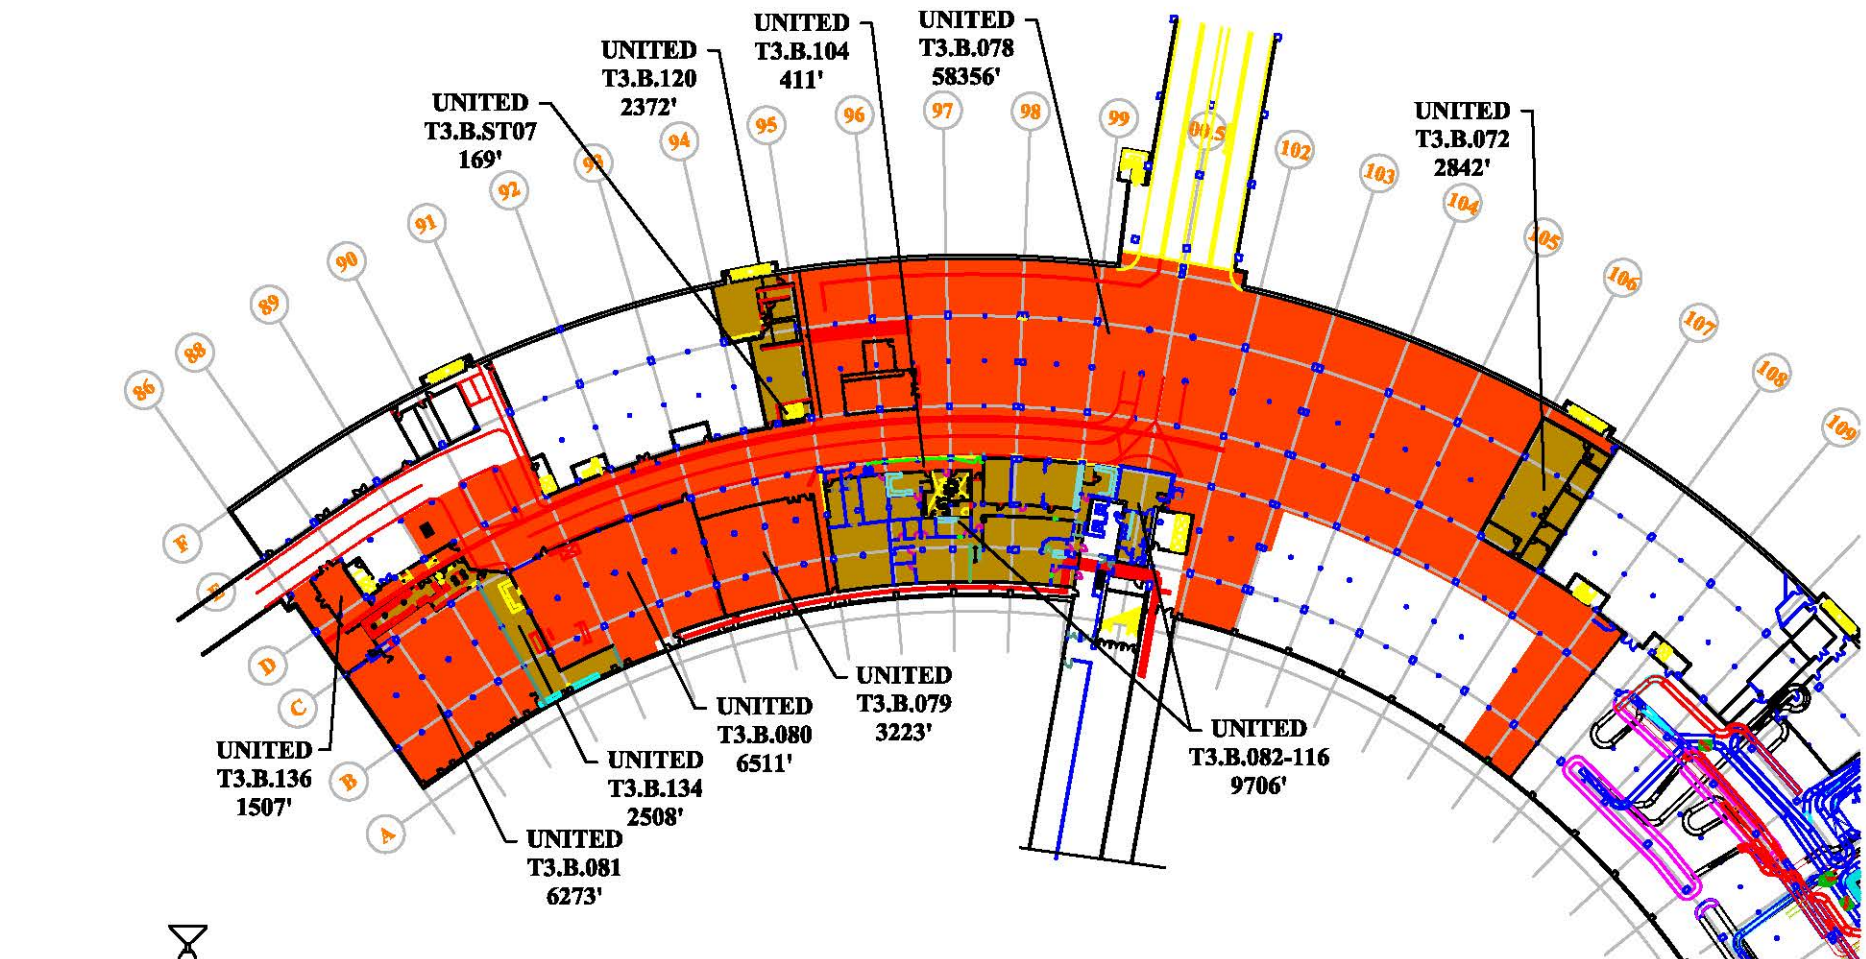 UNITED
T3.B.078
58356'
UNITED
T3.B.104
411'
UNITED
T3.B.120
2372'
UNITED
T3.B.ST07
169'
UNITED
T3.B.072
2842'
86
88
89
90
91
92
93
94
95
96
97
98
99
00.5
102
103
104
105
106
107
108
109
F
E
D
C
B
A
UNITED
T3.B.136
1507'
UNITED
T3.B.081
6273'
UNITED
T3.B.134
2508'
UNITED
T3.B.080
6511'
UNITED
T3.B.079
3223'
UNITED
T3.B.082-116
9706'